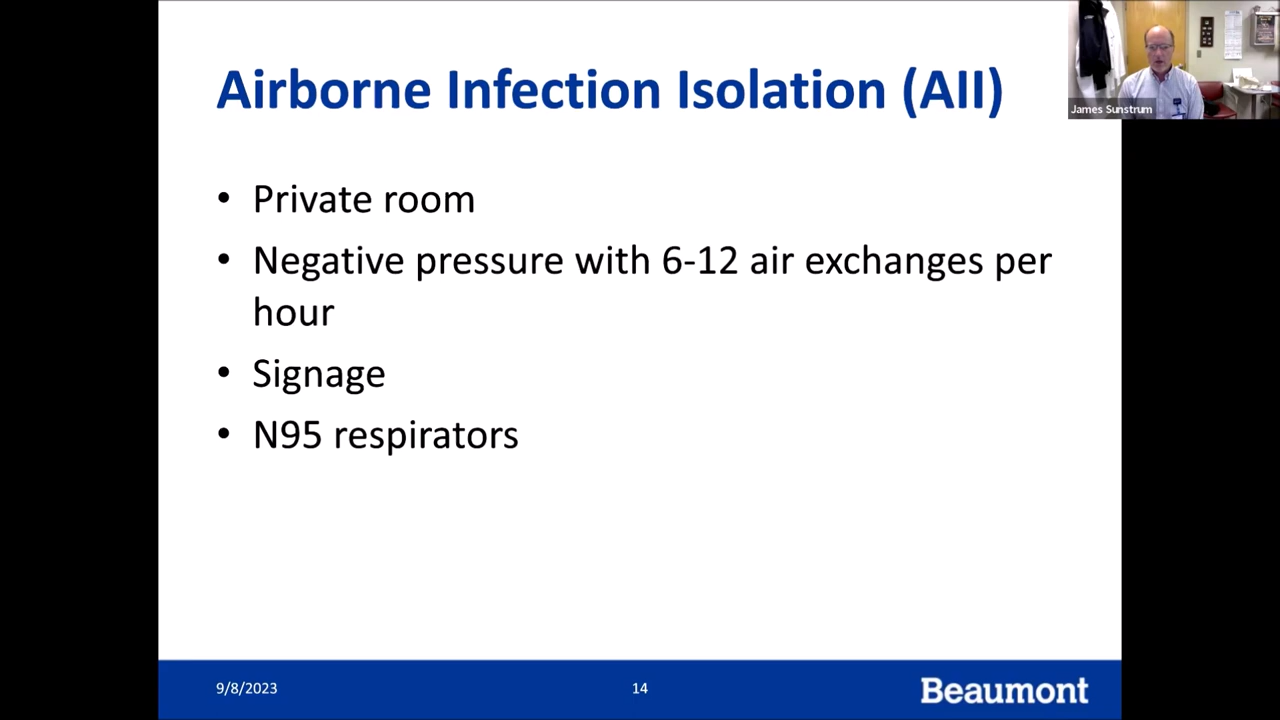 Airborne Infection Isolation (AII)
James Sunstrum
• Private room
• Negative pressure with 6-12 air exchanges per
hour
• Signage
• N95 respirators
9/8/2023
14
Beaumont